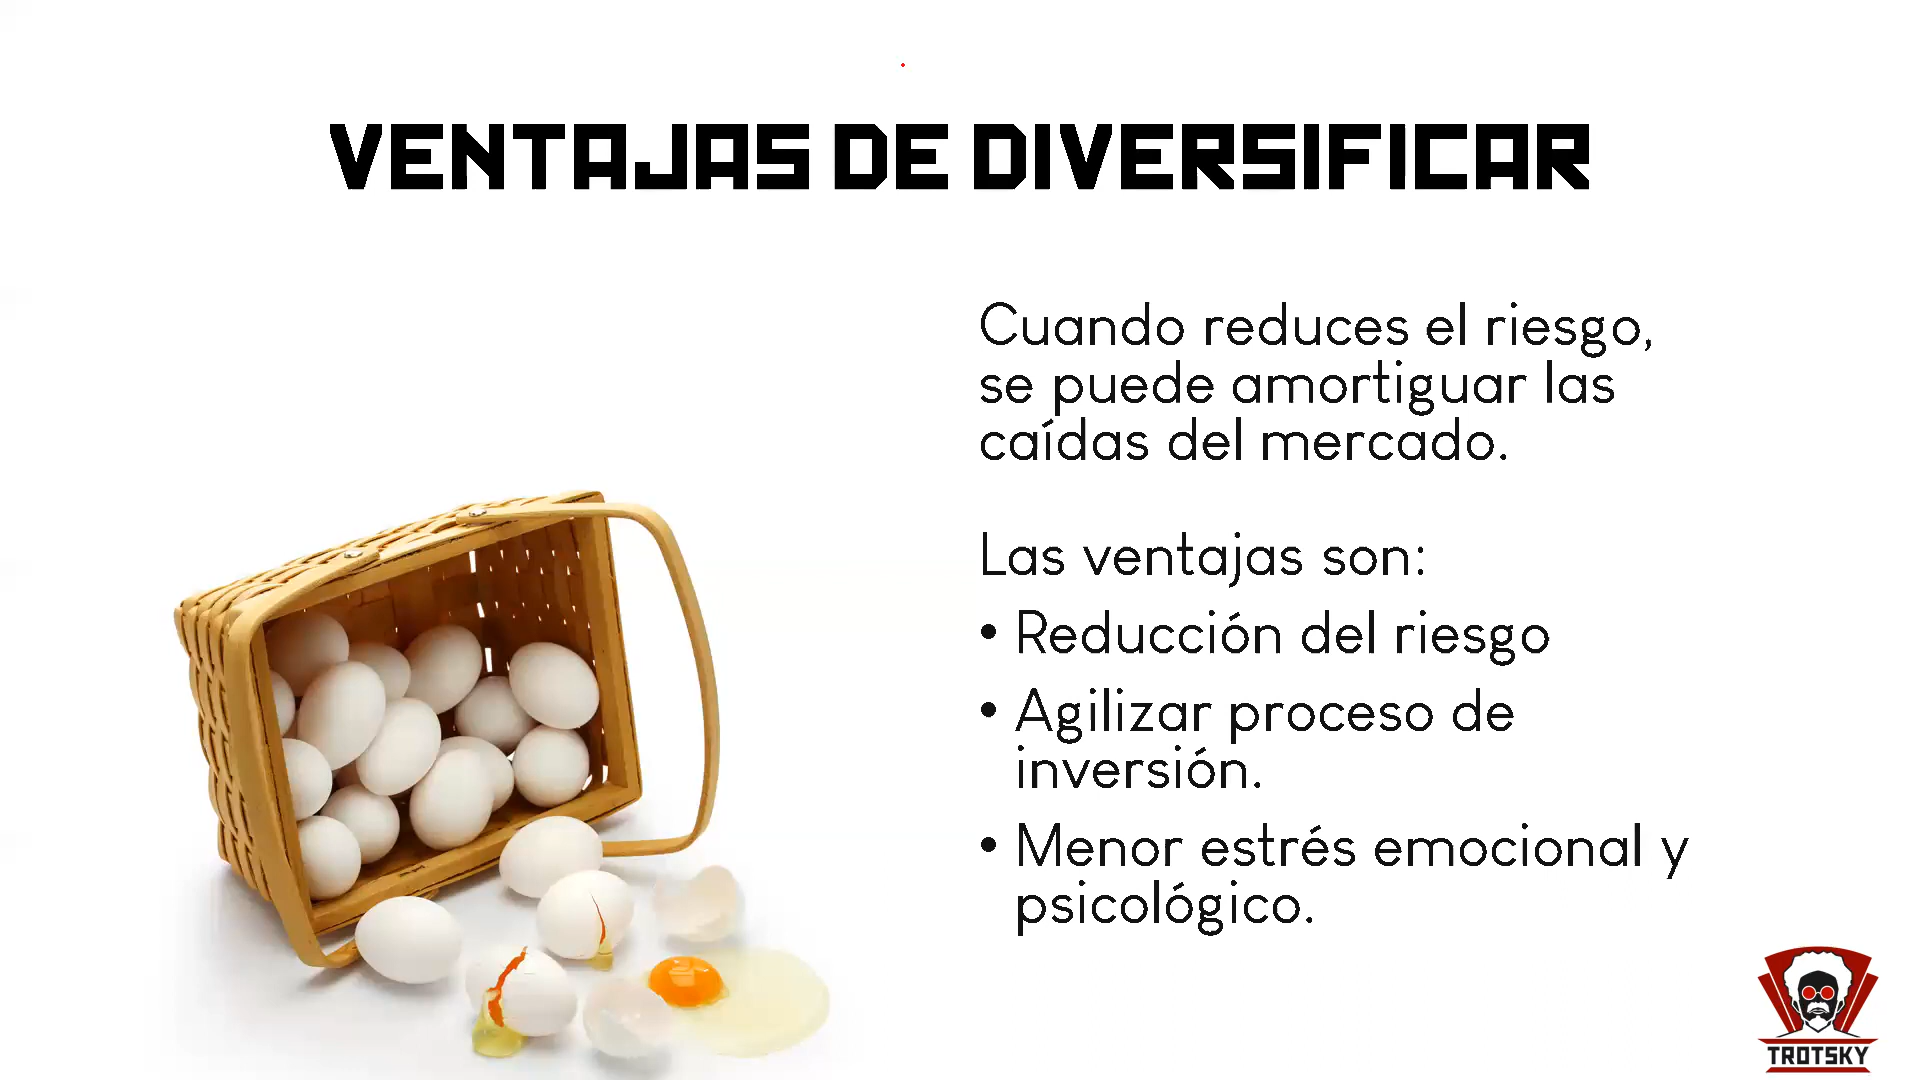 VENTAJAS DE DIVERSIFICAR
Cuando reduces el riesgo,
se puede amortiguar las
caídas del mercado.
Las ventajas son:
• Reducción del riesgo
• Agilizar proceso de
inversión.
• Menor estrés emocional y
psicológico.
TROTSKY